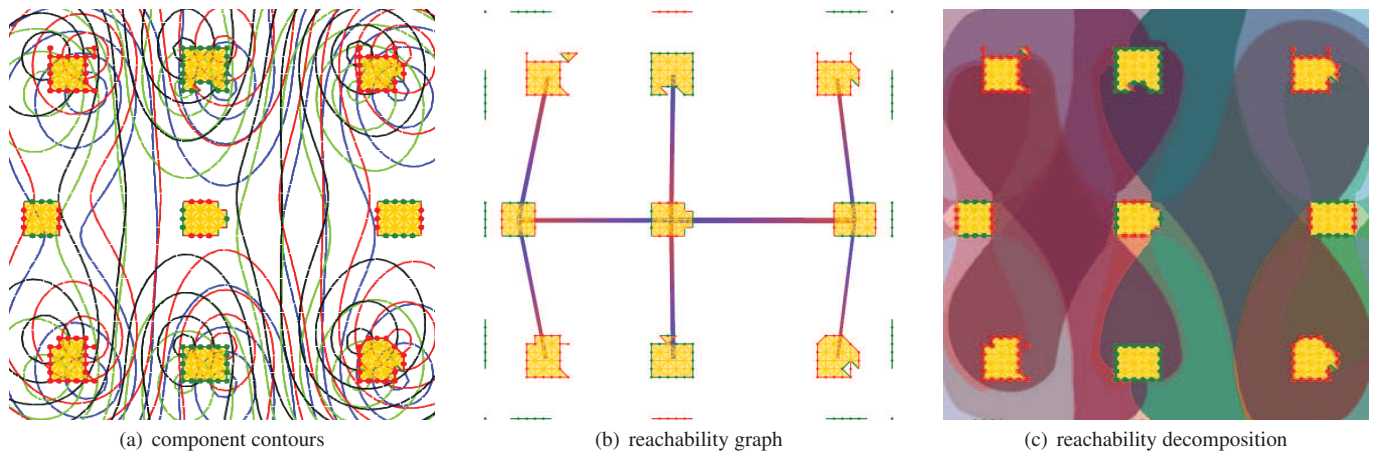 (a) component contours
(b) reachability graph
(c) reachability decomposition